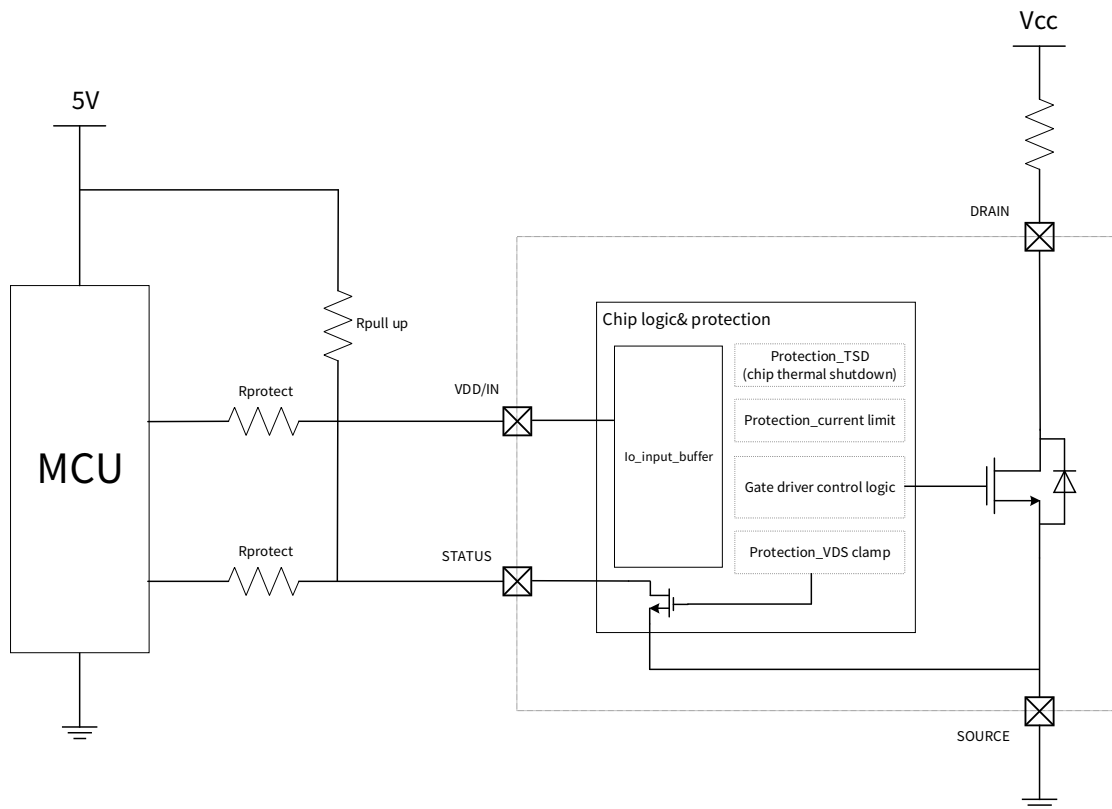 Vcc
5V
DRAIN
Chip logic& protection
Rpull up
Protection_TSD
(chip thermal shutdown)
Rprotect
VDD/IN
Protection_current limit
MCU
Io_input_buffer
Gate driver control logic
Rprotect
STATUS
Protection_VDS clamp
SOURCE